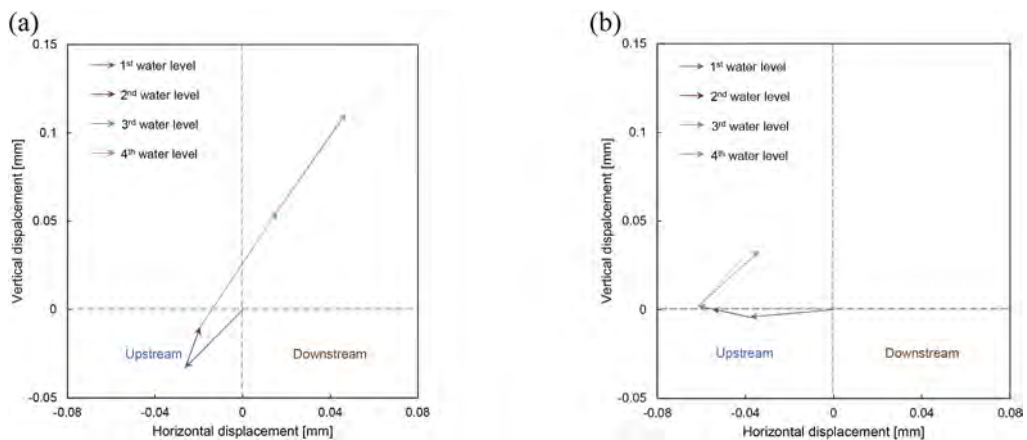 (a)
0.15
0.1
0.05
0
-0.05
-0.08
-0.04
0
0.04
0.08
Vertical displacement [mm]
Horizontal displacement [mm]
1st water level
2nd water level
3rd water level
4th water level
Upstream
Downstream
(b)
0.15
0.1
0.05
0
-0.05
-0.08
-0.04
0
0.04
0.08
Vertical dispalcement [mm]
Horizontal displacement [mm]
1st water level
2nd water level
3rd water level
4th water level
Upstream
Downstream